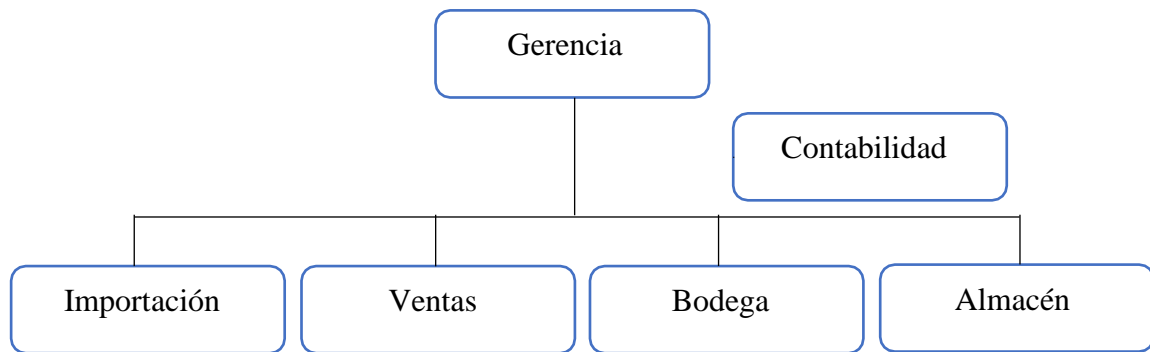 Gerencia
Contabilidad
Importación
Ventas
Bodega
Almacén